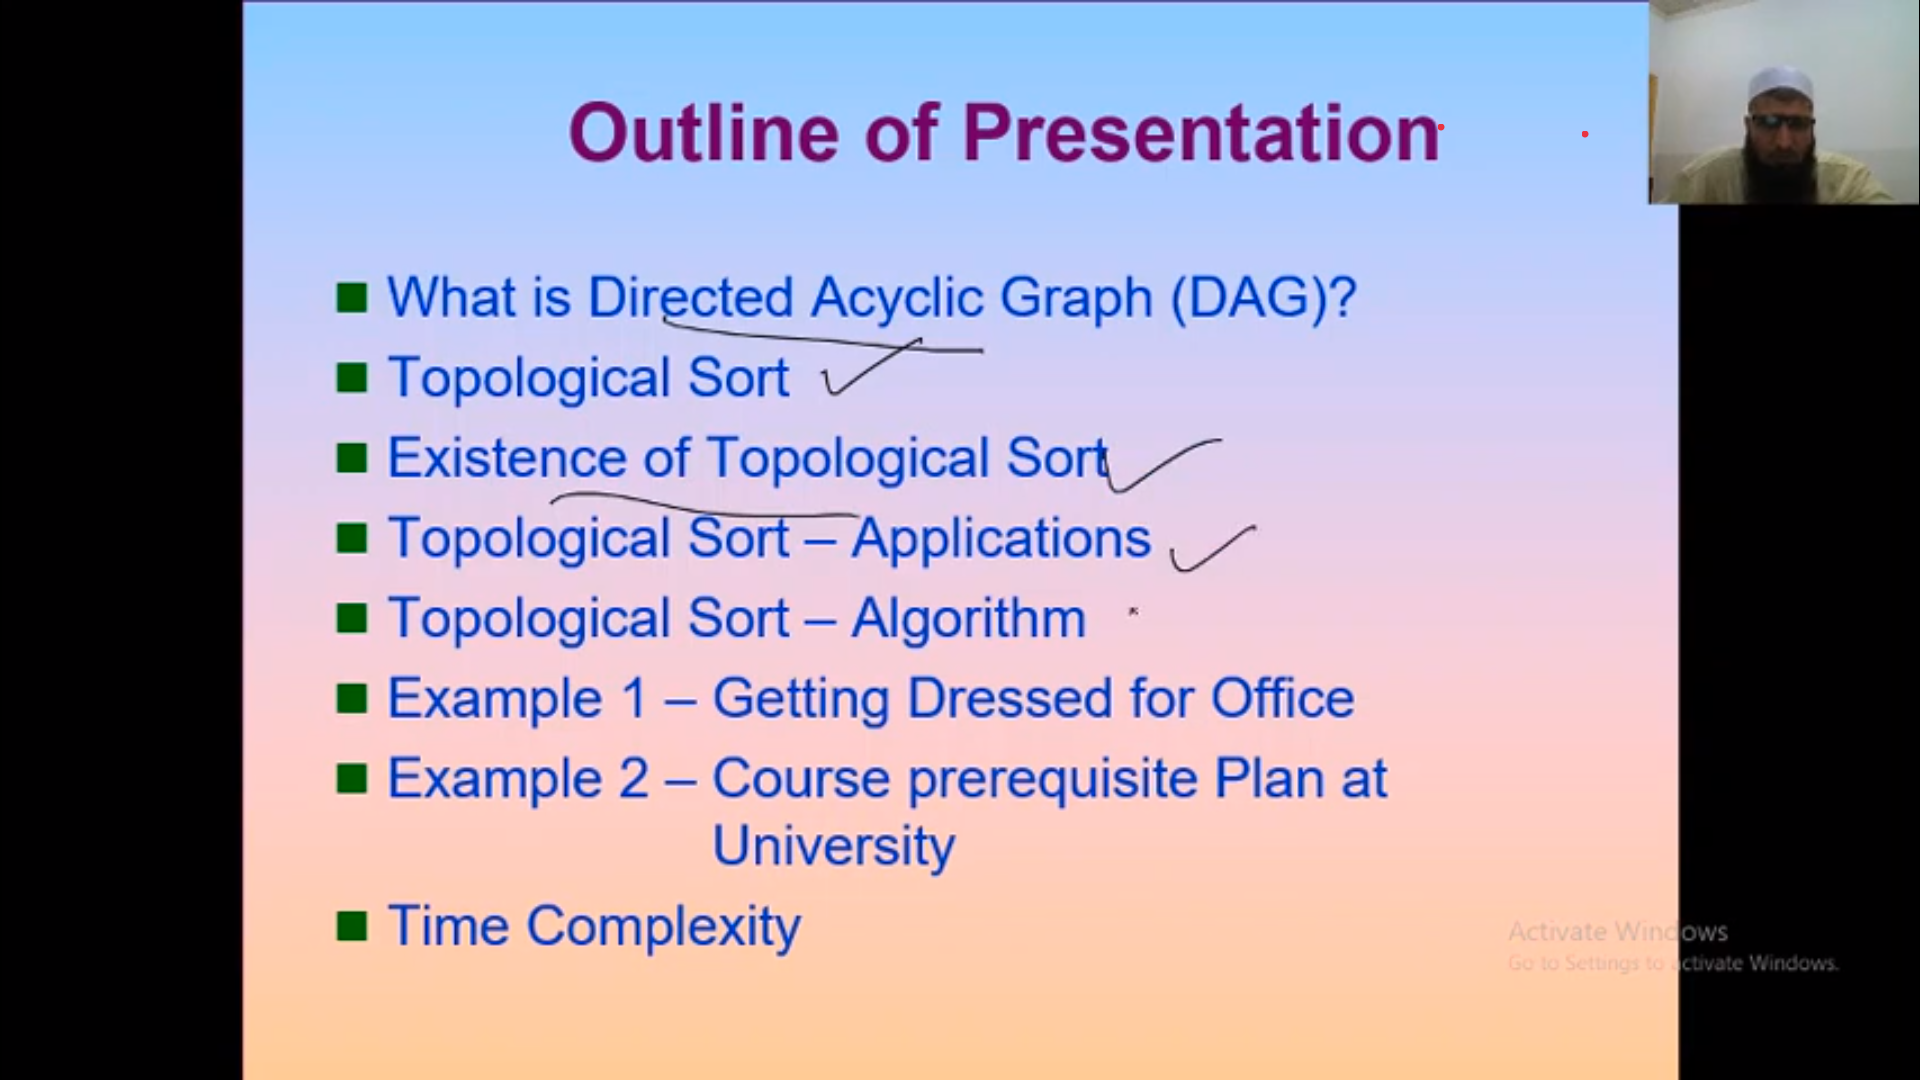 Outline of Presentation
What is Directed Acyclic Graph (DAG)?
Topological Sort
Existence of Topological Sort
Topological Sort – Applications
Topological Sort – Algorithm
Example 1 – Getting Dressed for Office
Example 2 – Course prerequisite Plan at
University
Time Complexity
Activate Windows
Go to Settings to activate Windows.